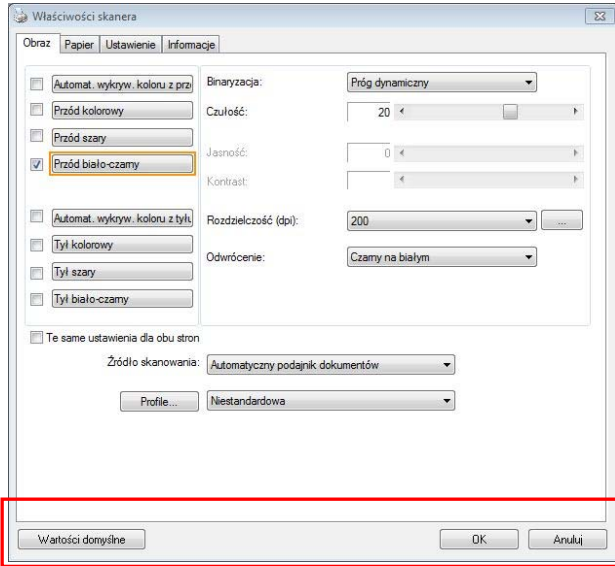 Właściwości skanera
Obraz Papier Ustawienie Informacje
Automat. wykryw. koloru z prze
Przód kolorowy
Przód szary
Przód biało-czarny
Automat. wykryw. koloru z tyłu
Tył kolorowy
Tył szary
Tył biało-czarny
Binaryzacja: Próg dynamiczny
Czułość: 20
Jasność: 0
Kontrast:
Rozdzielczość (dpi): 200 ...
Odwrócenie: Czarny na białym
Te same ustawienia dla obu stron
Źródło skanowania: Automatyczny podajnik dokumentów
Profile... Niestandardowa
Wartości domyślne OK Anuluj